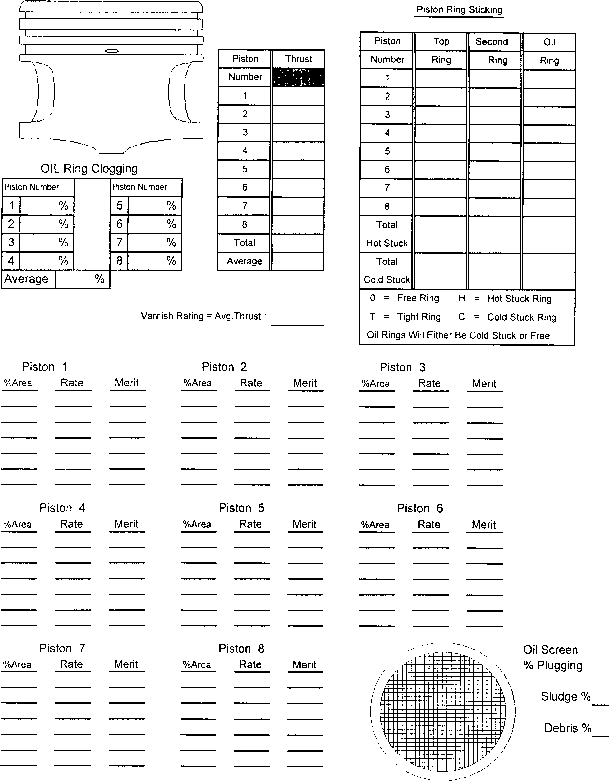 Piston Ring Sticking
Piston Thrust
Number
1
2
3
4
5
6
7
8
Total
Average
Piston Top Second O.I
Number Ring Ring Ring
1
2
3
4
5
6
7
8
Total
Hot Stuck
Total
Cold Stuck
0 = Free Ring H = Hot Stuck Ring
T = Tight Ring C = Cold Stuck Ring
Oil Rings Will Either Be Cold Stuck or Free
OIL Ring Clogging
Piston Number Piston Number
1 % 5 %
2 % 6 %
3 % 7 %
4 % 8 %
Average %
Varnish Rating = Avg.Thrust :
Piston 1 Piston 2 Piston 3
%Area Rate Merit %Area Rate Merit %Area Rate Merit
Piston 4 Piston 5 Piston 6
%Area Rate Merit %Area Rate Merit %Area Rate Merit
Piston 7 Piston 8
%Area Rate Merit %Area Rate Merit
Oil Screen
% Plugging
Sludge %
Debris %